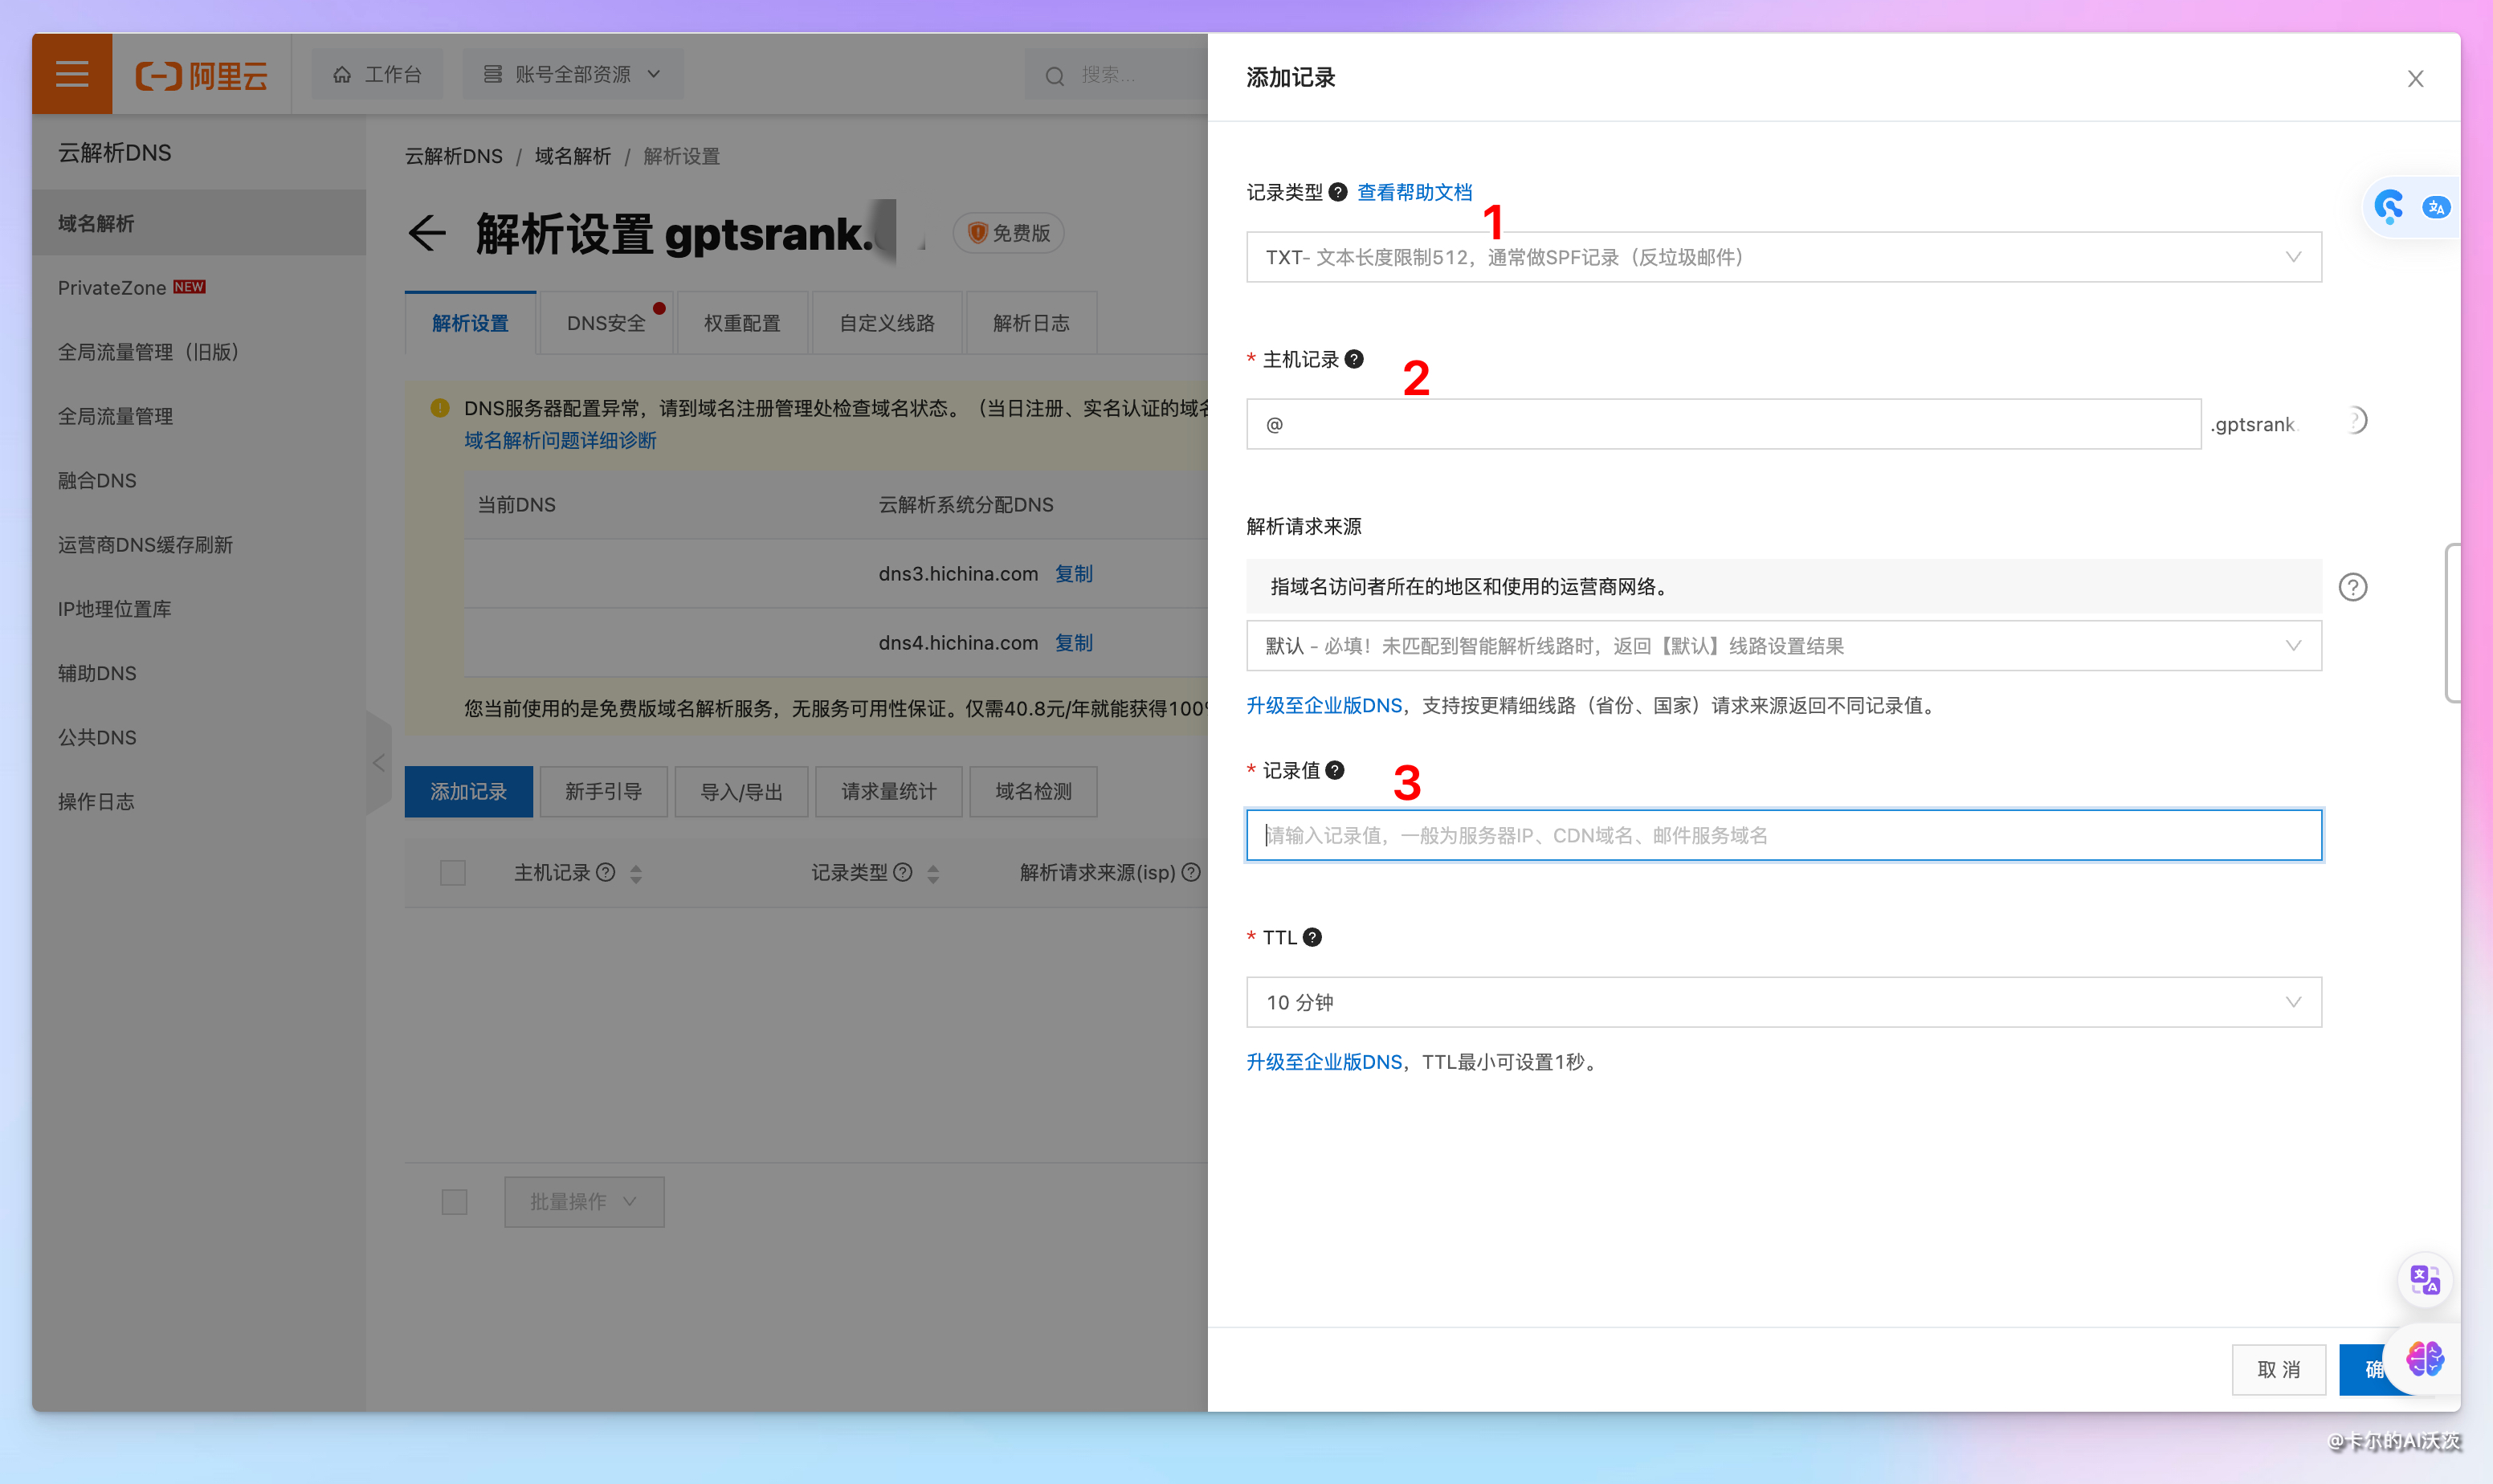 阿里云
工作台
账号全部资源
搜索...
云解析DNS
域名解析
PrivateZone NEW
全局流量管理（旧版）
全局流量管理
融合DNS
运营商DNS缓存刷新
IP地理位置库
辅助DNS
公共DNS
操作日志
云解析DNS / 域名解析 / 解析设置
解析设置 gptsrank.
免费版
解析设置
DNS安全
权重配置
自定义线路
解析日志
DNS服务器配置异常，请到域名注册管理处检查域名状态。（当日注册、实名认证的域名
域名解析问题详细诊断
当前DNS
云解析系统分配DNS
dns3.hichina.com 复制
dns4.hichina.com 复制
您当前使用的是免费版域名解析服务，无服务可用性保证。仅需40.8元/年就能获得100%
添加记录
新手引导
导入/导出
请求量统计
域名检测
主机记录
记录类型
解析请求来源(isp)
批量操作
添加记录
记录类型 查看帮助文档
1
TXT- 文本长度限制512，通常做SPF记录（反垃圾邮件）
* 主机记录
2
@
.gptsrank.
解析请求来源
指域名访问者所在的地区和使用的运营商网络。
默认 - 必填！未匹配到智能解析线路时，返回【默认】线路设置结果
升级至企业版DNS，支持按更精细线路（省份、国家）请求来源返回不同记录值。
* 记录值
3
请输入记录值，一般为服务器IP、CDN域名、邮件服务域名
* TTL
10 分钟
升级至企业版DNS，TTL最小可设置1秒。
取 消
确
@卡尔的AI沃茨